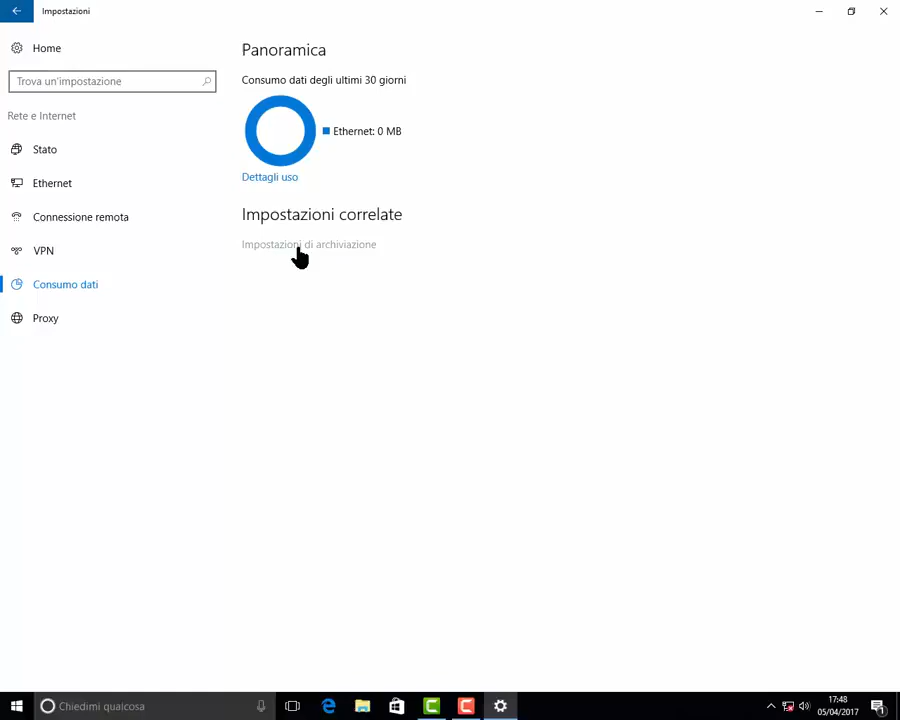 Impostazioni
Home
Trova un'impostazione
Rete e Internet
Stato
Ethernet
Connessione remota
VPN
Consumo dati
Proxy
Panoramica
Consumo dati degli ultimi 30 giorni
Ethernet: 0 MB
Dettagli uso
Impostazioni correlate
Impostazioni di archiviazione
Chiedimi qualcosa
17:48
05/04/2017
1